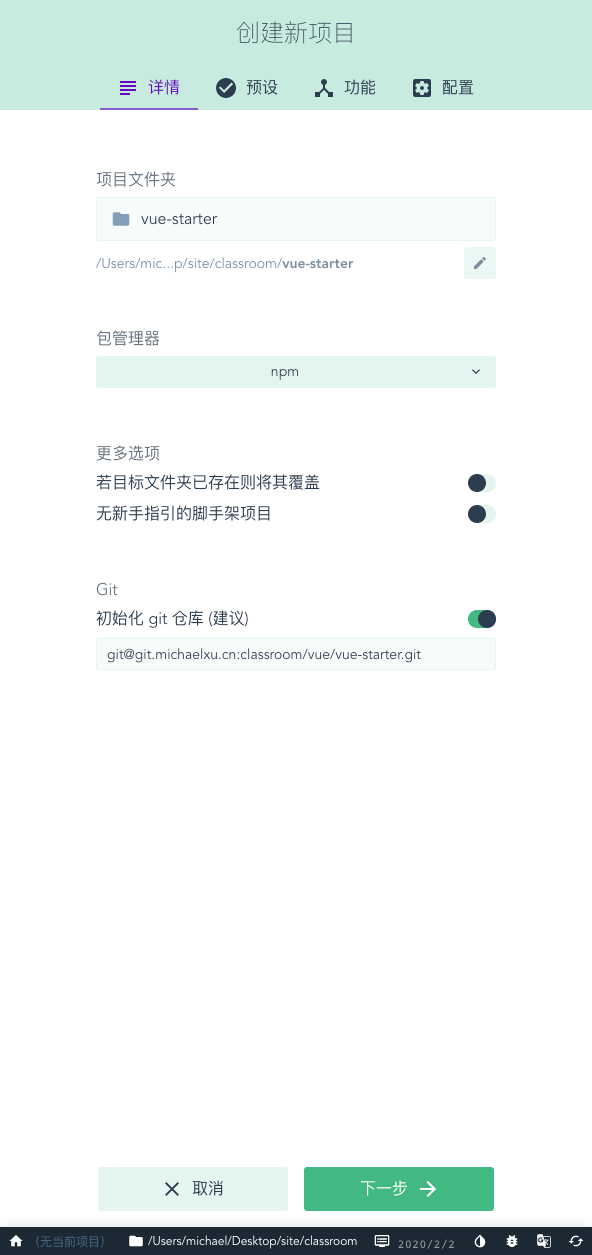 创建新项目
详情 预设 功能 配置
项目文件夹
vue-starter
/Users/mic...p/site/classroom/vue-starter
包管理器
npm
更多选项
若目标文件夹已存在则将其覆盖
无新手指引的脚手架项目
Git
初始化 git 仓库 (建议)
git@git.michaelxu.cn:classroom/vue/vue-starter.git
取消 下一步
(无当前项目) /Users/michael/Desktop/site/classroom 2020/2/2